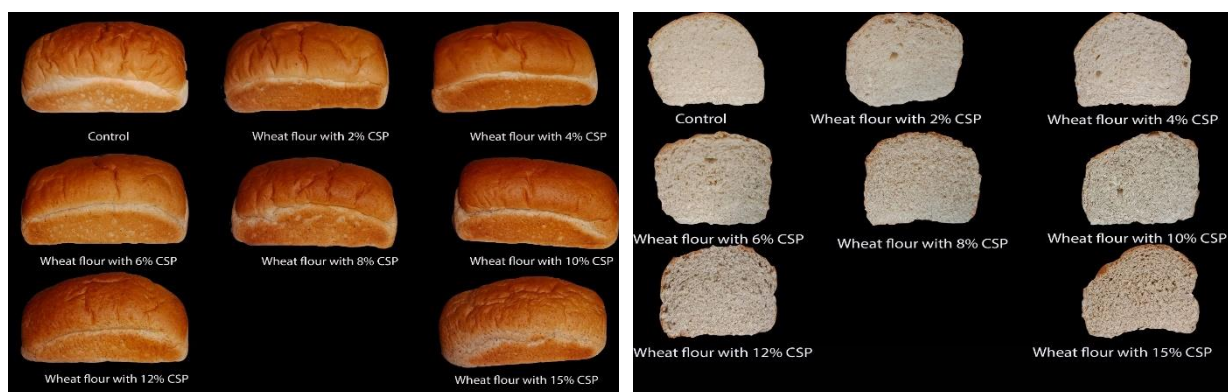 Control
Wheat flour with 2% CSP
Wheat flour with 4% CSP
Wheat flour with 6% CSP
Wheat flour with 8% CSP
Wheat flour with 10% CSP
Wheat flour with 12% CSP
Wheat flour with 15% CSP
Control
Wheat flour with 2% CSP
Wheat flour with 4% CSP
Wheat flour with 6% CSP
Wheat flour with 8% CSP
Wheat flour with 10% CSP
Wheat flour with 12% CSP
Wheat flour with 15% CSP